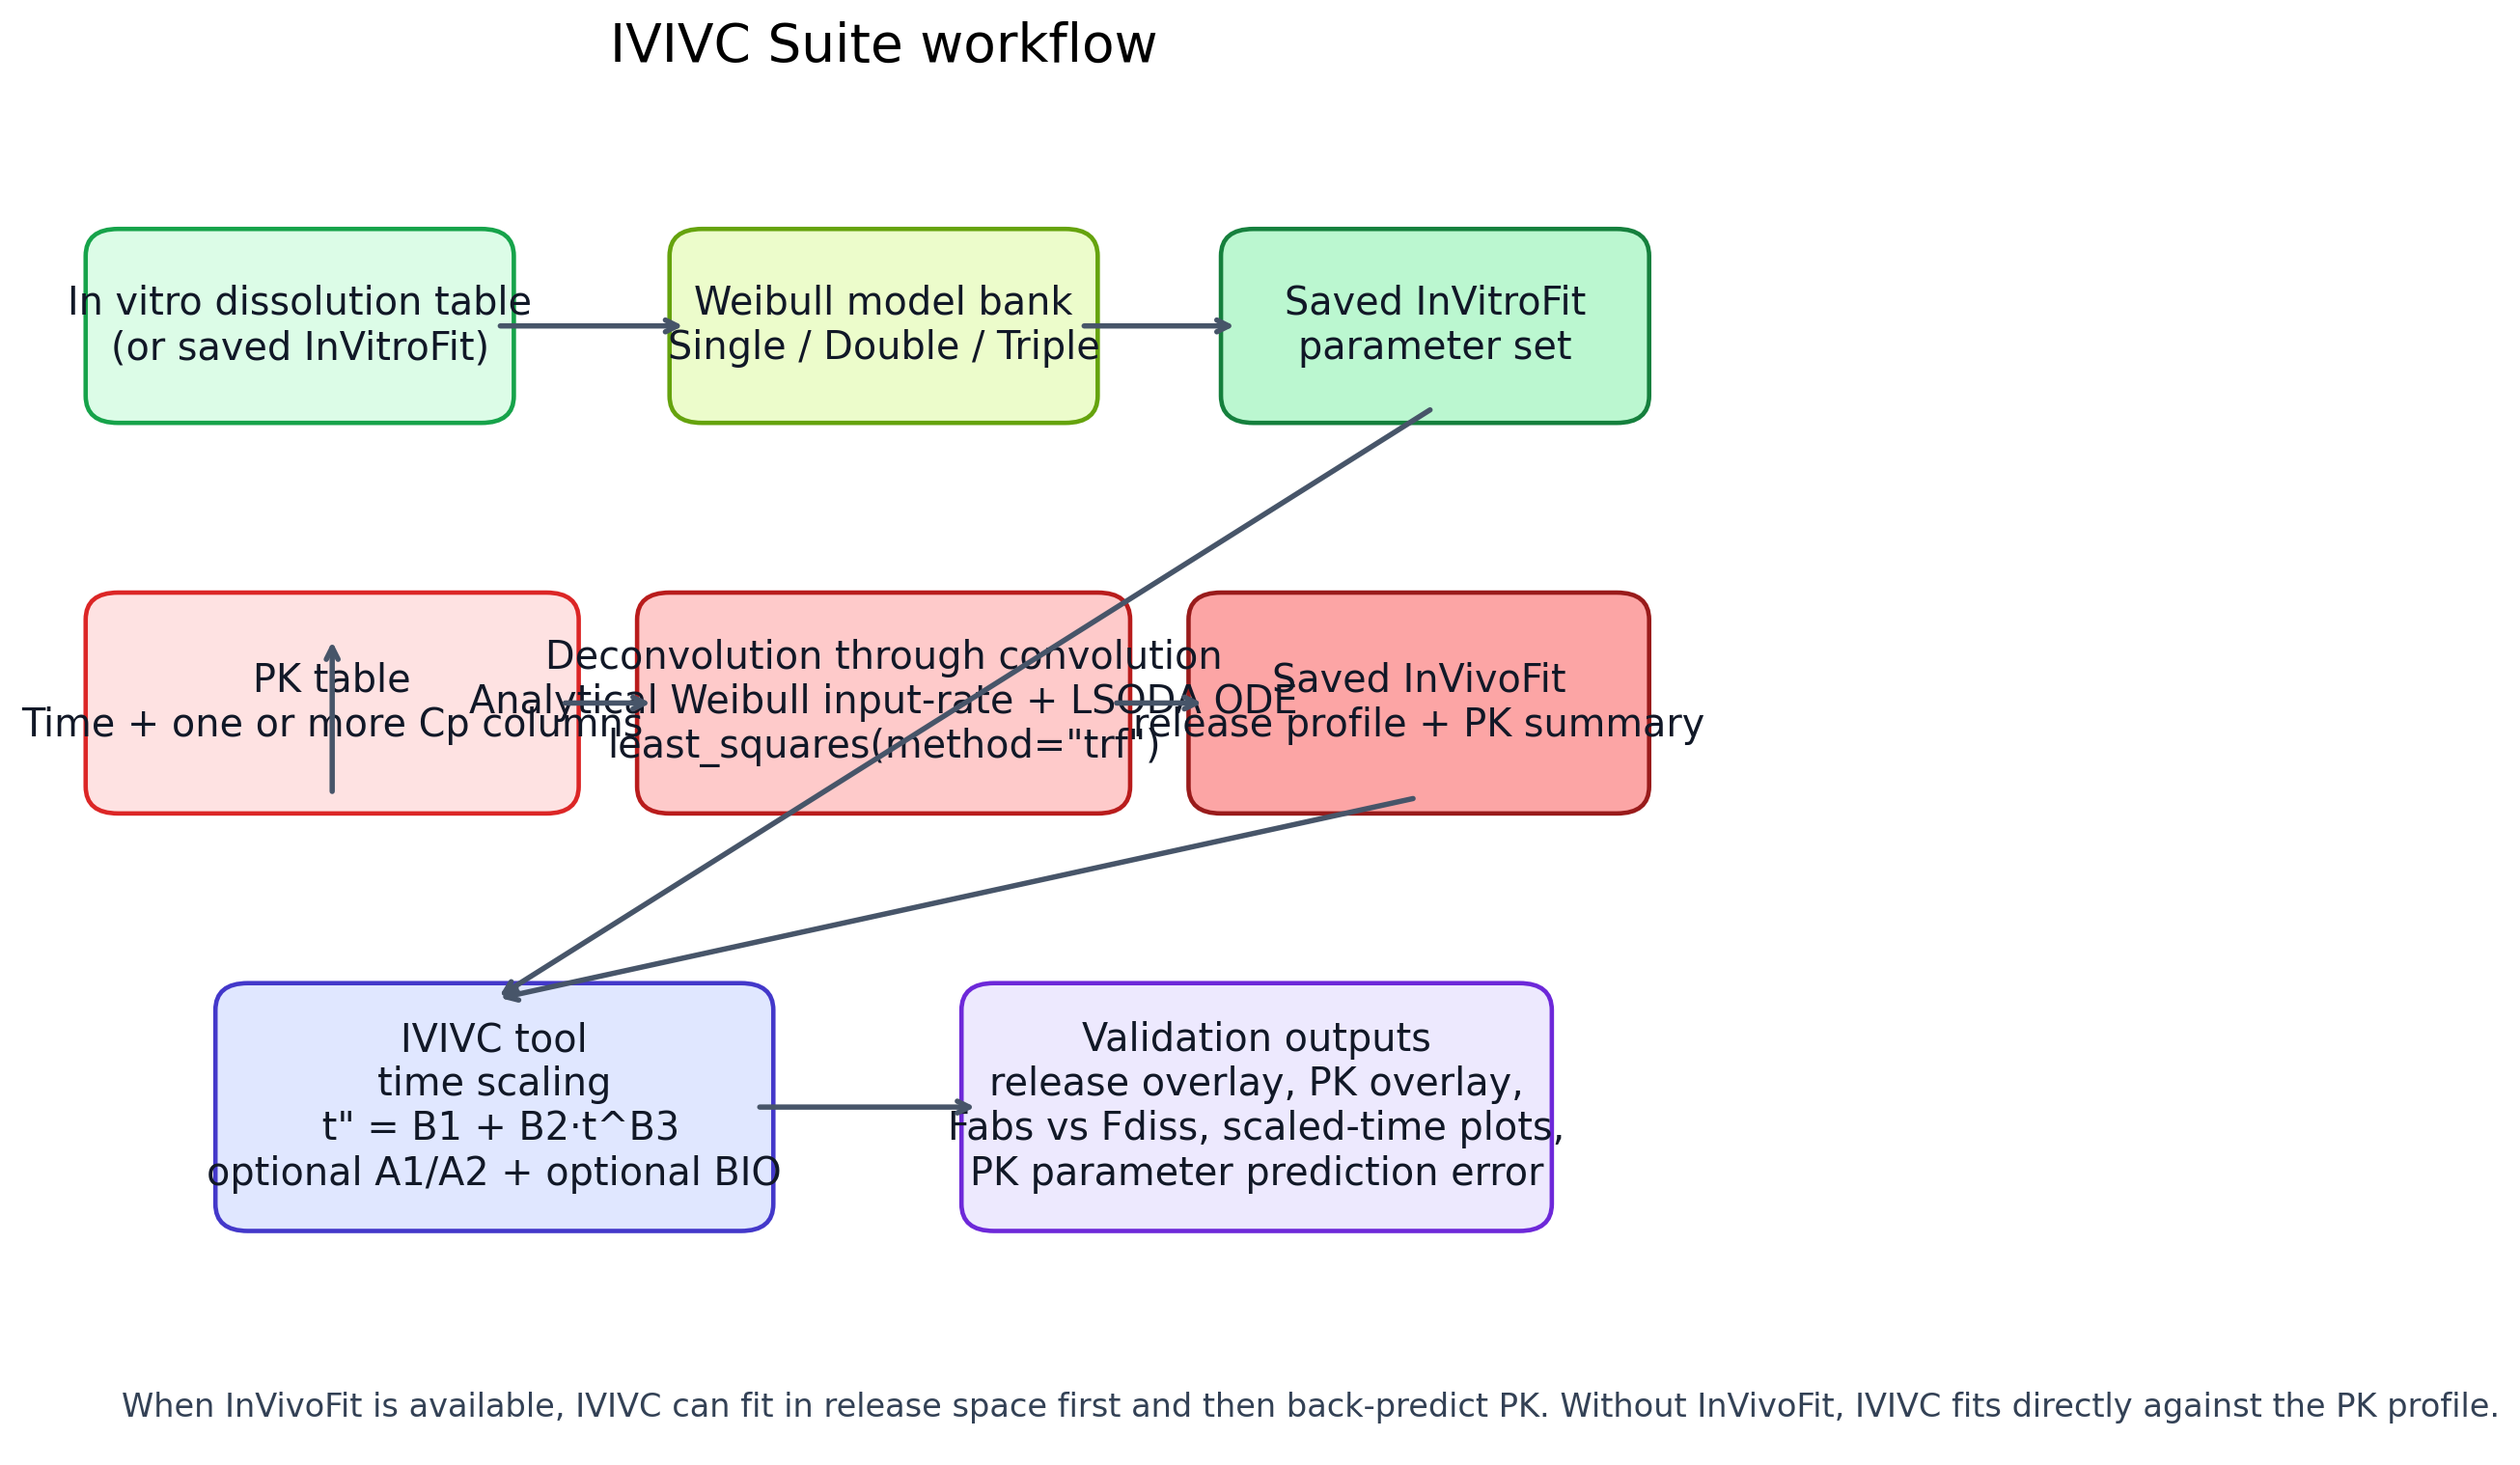 IVIVC Suite workflow
In vitro dissolution table
(or saved InVitroFit)
Weibull model bank
Single / Double / Triple
Saved InVitroFit
parameter set
PK table
Time + one or more Cp columns
Deconvolution through convolution
Analytical Weibull input-rate + LSODA ODE
least_squares(method="trf")
Saved InVivoFit
release profile + PK summary
IVIVC tool
time scaling
t" = B1 + B2·t^B3
optional A1/A2 + optional BIO
Validation outputs
release overlay, PK overlay,
Fabs vs Fdiss, scaled-time plots,
PK parameter prediction error
When InVivoFit is available, IVIVC can fit in release space first and then back-predict PK. Without InVivoFit, IVIVC fits directly against the PK profile.